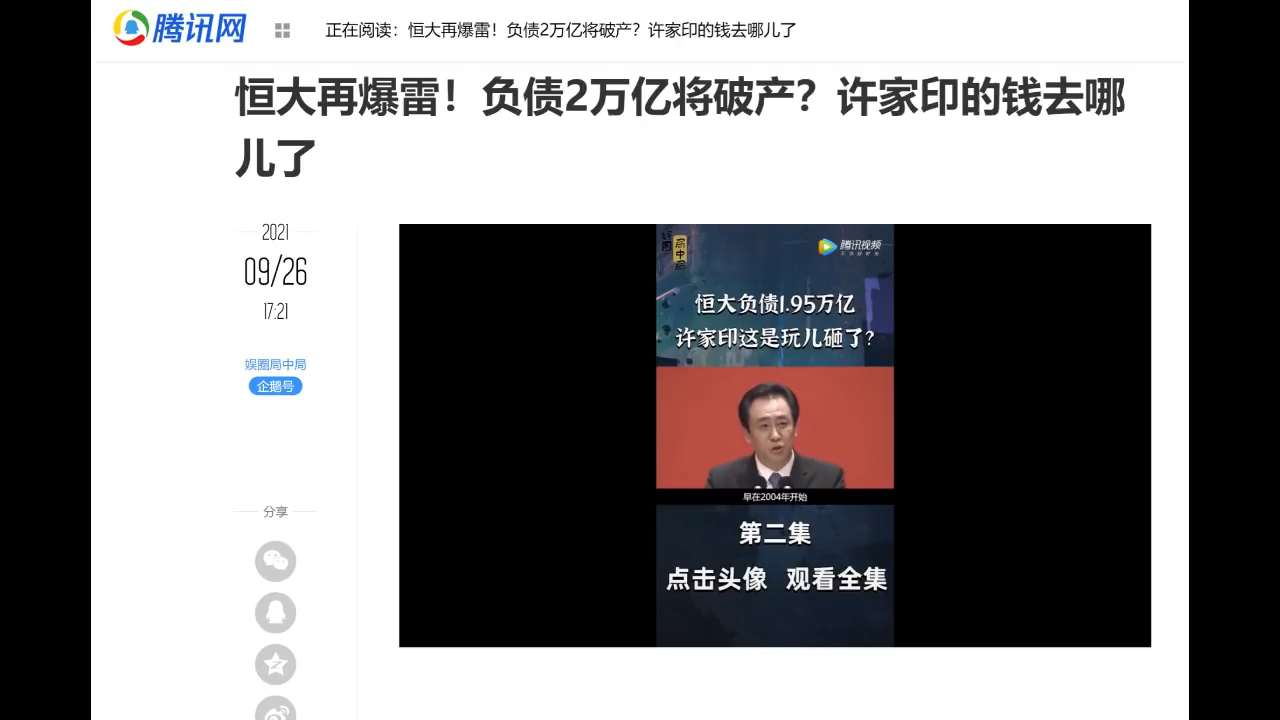 腾讯网
正在阅读：恒大再爆雷！负债2万亿将破产？许家印的钱去哪儿了
恒大再爆雷！负债2万亿将破产？许家印的钱去哪
儿了
2021
09/26
17:21
娱圈局中局
企鹅号
分享
娱圈
局中局
腾讯视频
恒大负债1.95万亿
许家印这是玩儿砸了？
早在2004年开始
第二集
点击头像 观看全集